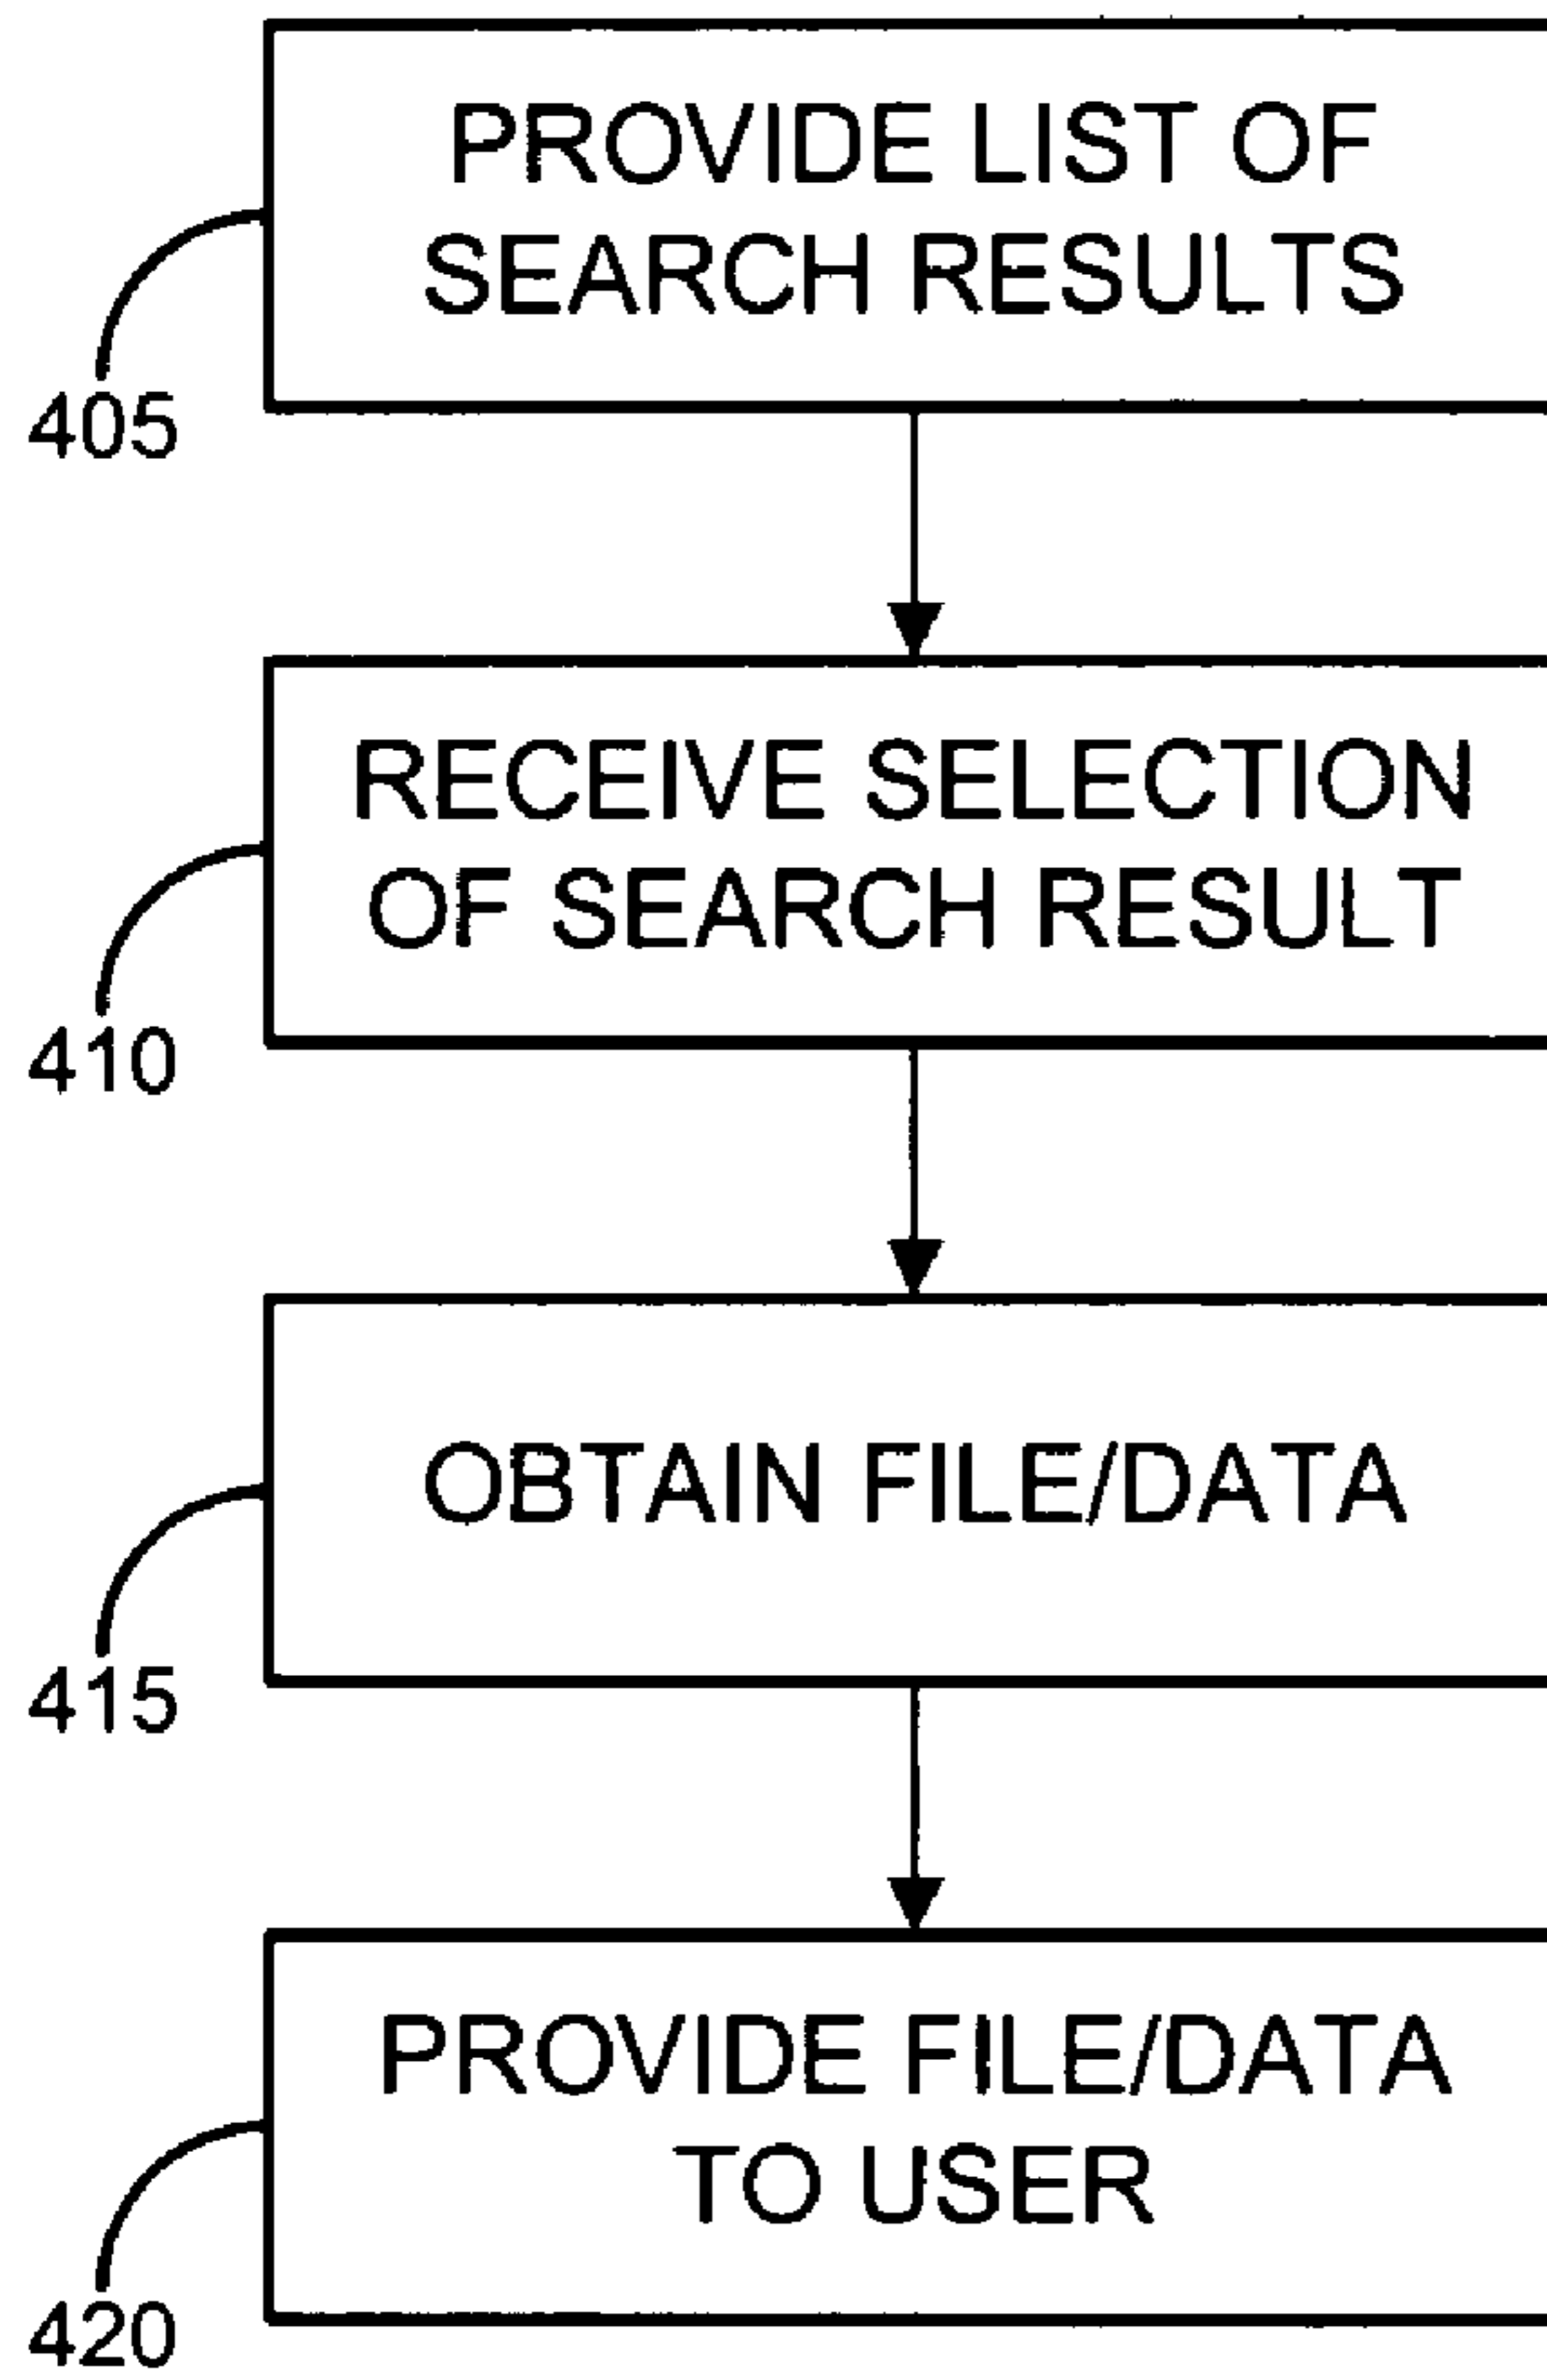 PROVIDE LIST OF
SEARCH RESULTS
405
RECEIVE SELECTION
OF SEARCH RESULT
410
OBTAIN FILE/DATA
415
PROVIDE FILE/DATA
TO USER
420